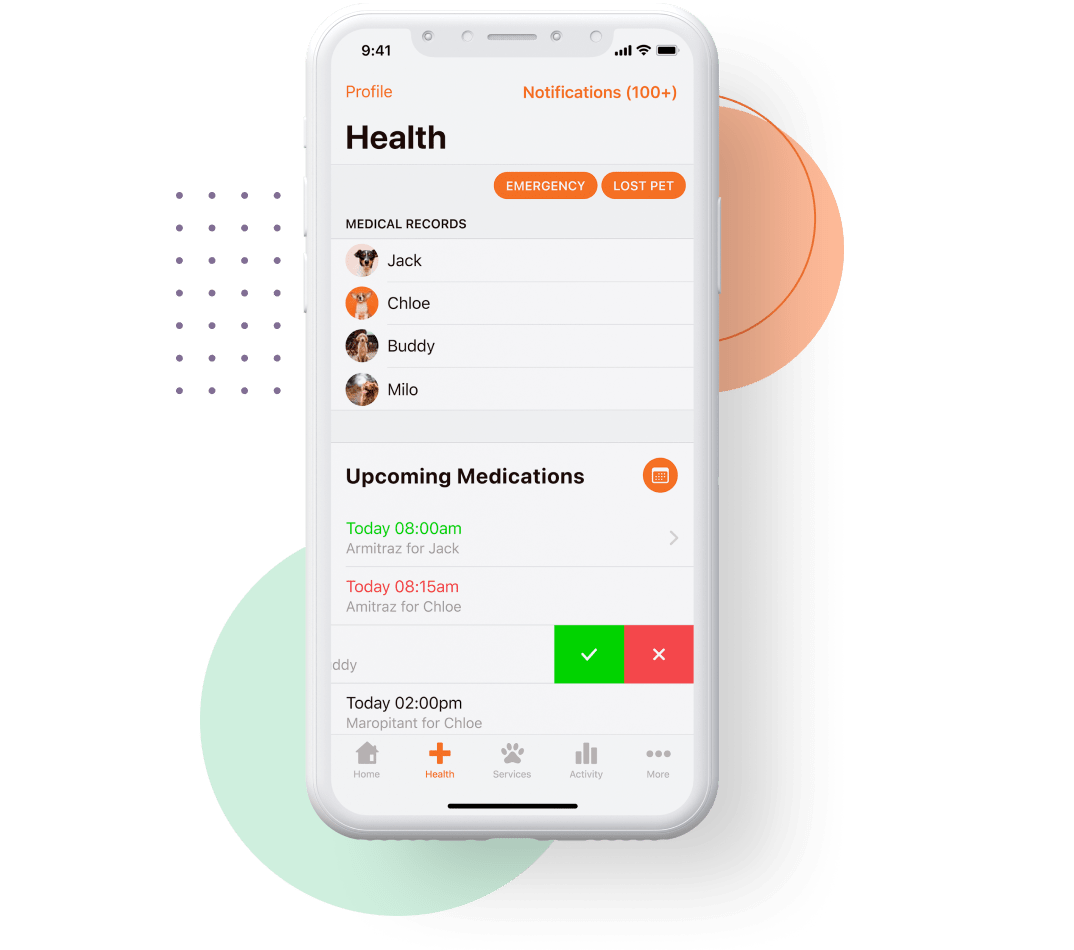 9:41
Profile
Notifications (100+)
Health
EMERGENCY
LOST PET
MEDICAL RECORDS
Jack
Chloe
Buddy
Milo
Upcoming Medications
Today 08:00am
Armitraz for Jack
Today 08:15am
Amitraz for Chloe
ddy
Today 02:00pm
Maropitant for Chloe
Home
Health
Services
Activity
More